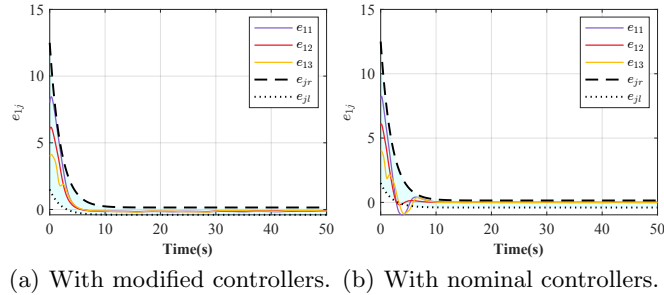 15
10
5
0
e₁ⱼ
0 10 20 30 40 50
Time(s)
e₁₁
e₁₂
e₁₃
eⱼᵣ
eⱼₗ
(a) With modified controllers.
15
10
5
0
e₁ⱼ
0 10 20 30 40 50
Time(s)
e₁₁
e₁₂
e₁₃
eⱼᵣ
eⱼₗ
(b) With nominal controllers.